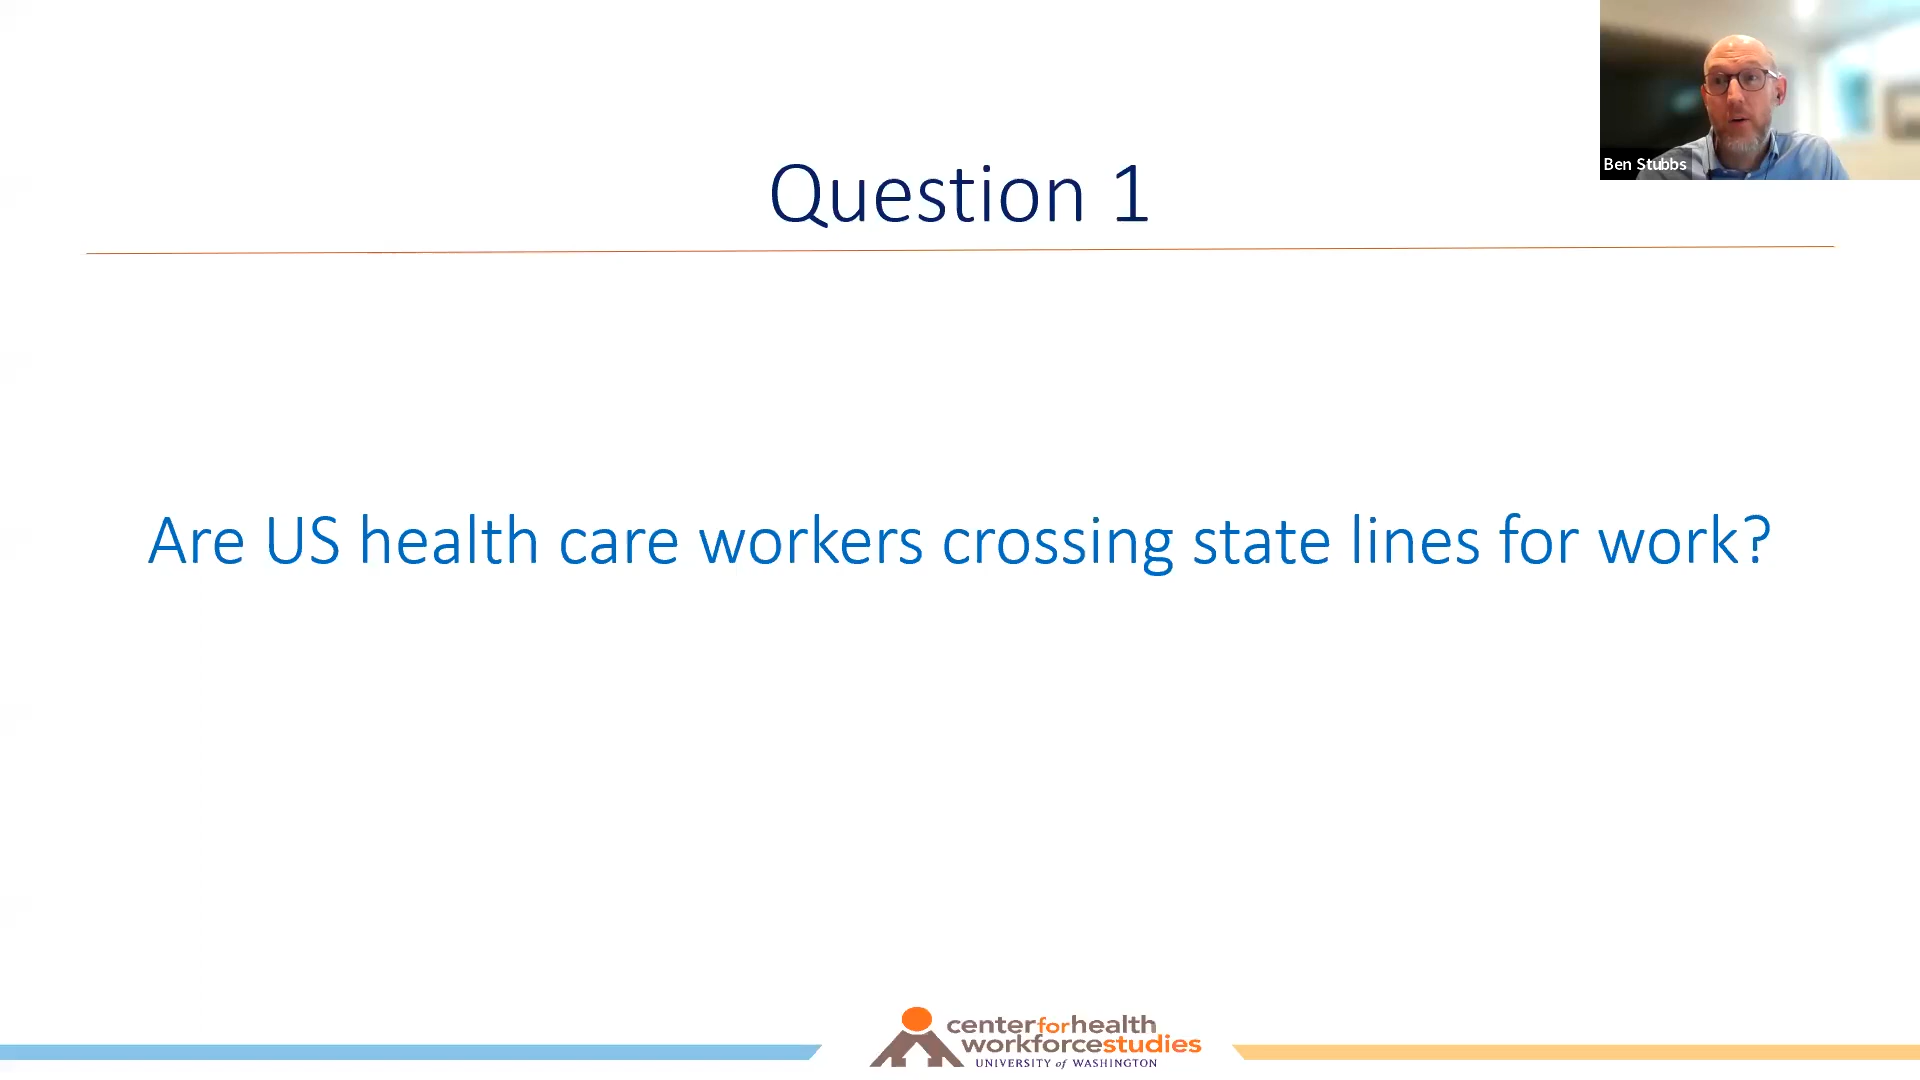 Ben Stubbs
Question 1
Are US health care workers crossing state lines for work?
centerforhealth
workforcestudies
UNIVERSITY of WASHINGTON